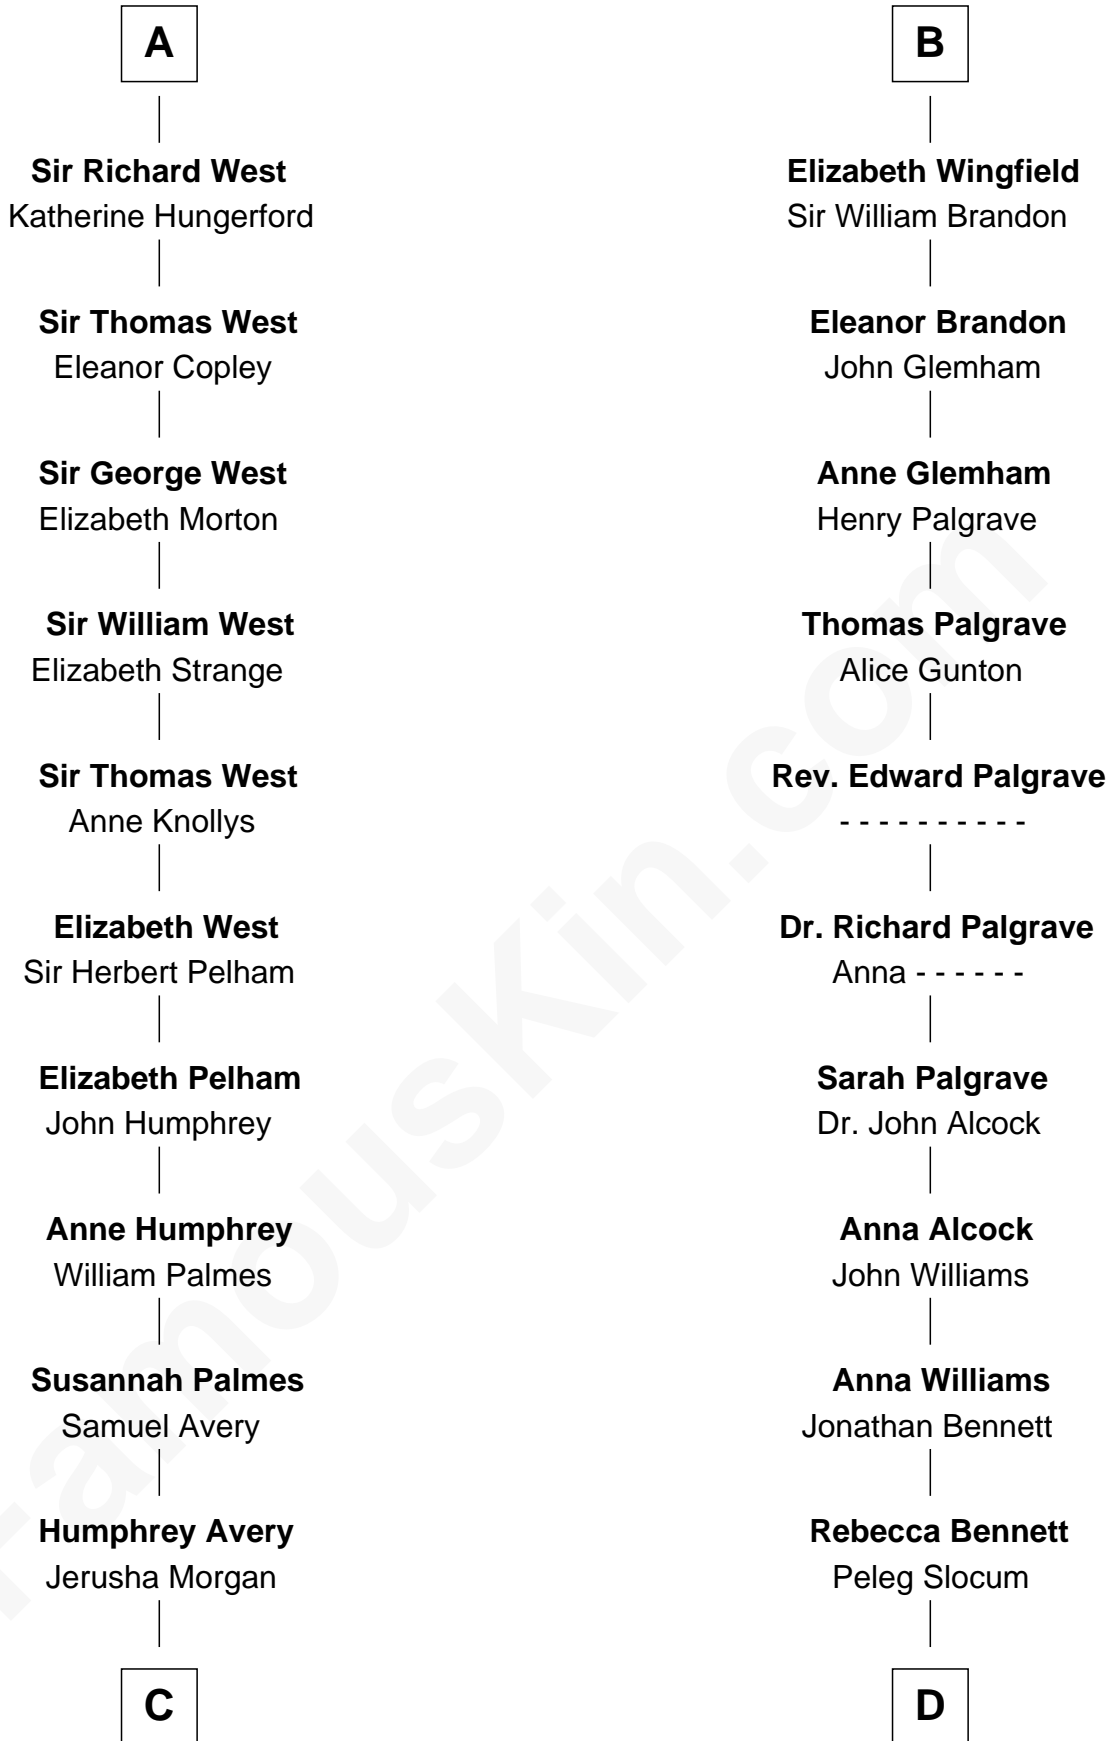 A
Sir Richard West
Katherine Hungerford
Sir Thomas West
Eleanor Copley
Sir George West
Elizabeth Morton
Sir William West
Elizabeth Strange
Sir Thomas West
Anne Knollys
Elizabeth West
Sir Herbert Pelham
Elizabeth Pelham
John Humphrey
Anne Humphrey
William Palmes
Susannah Palmes
Samuel Avery
Humphrey Avery
Jerusha Morgan
C
B
Elizabeth Wingfield
Sir William Brandon
Eleanor Brandon
John Glemham
Anne Glemham
Henry Palgrave
Thomas Palgrave
Alice Gunton
Rev. Edward Palgrave
- - - - - - - - - -
Dr. Richard Palgrave
Anna - - - - - -
Sarah Palgrave
Dr. John Alcock
Anna Alcock
John Williams
Anna Williams
Jonathan Bennett
Rebecca Bennett
Peleg Slocum
D
FamousKin.com